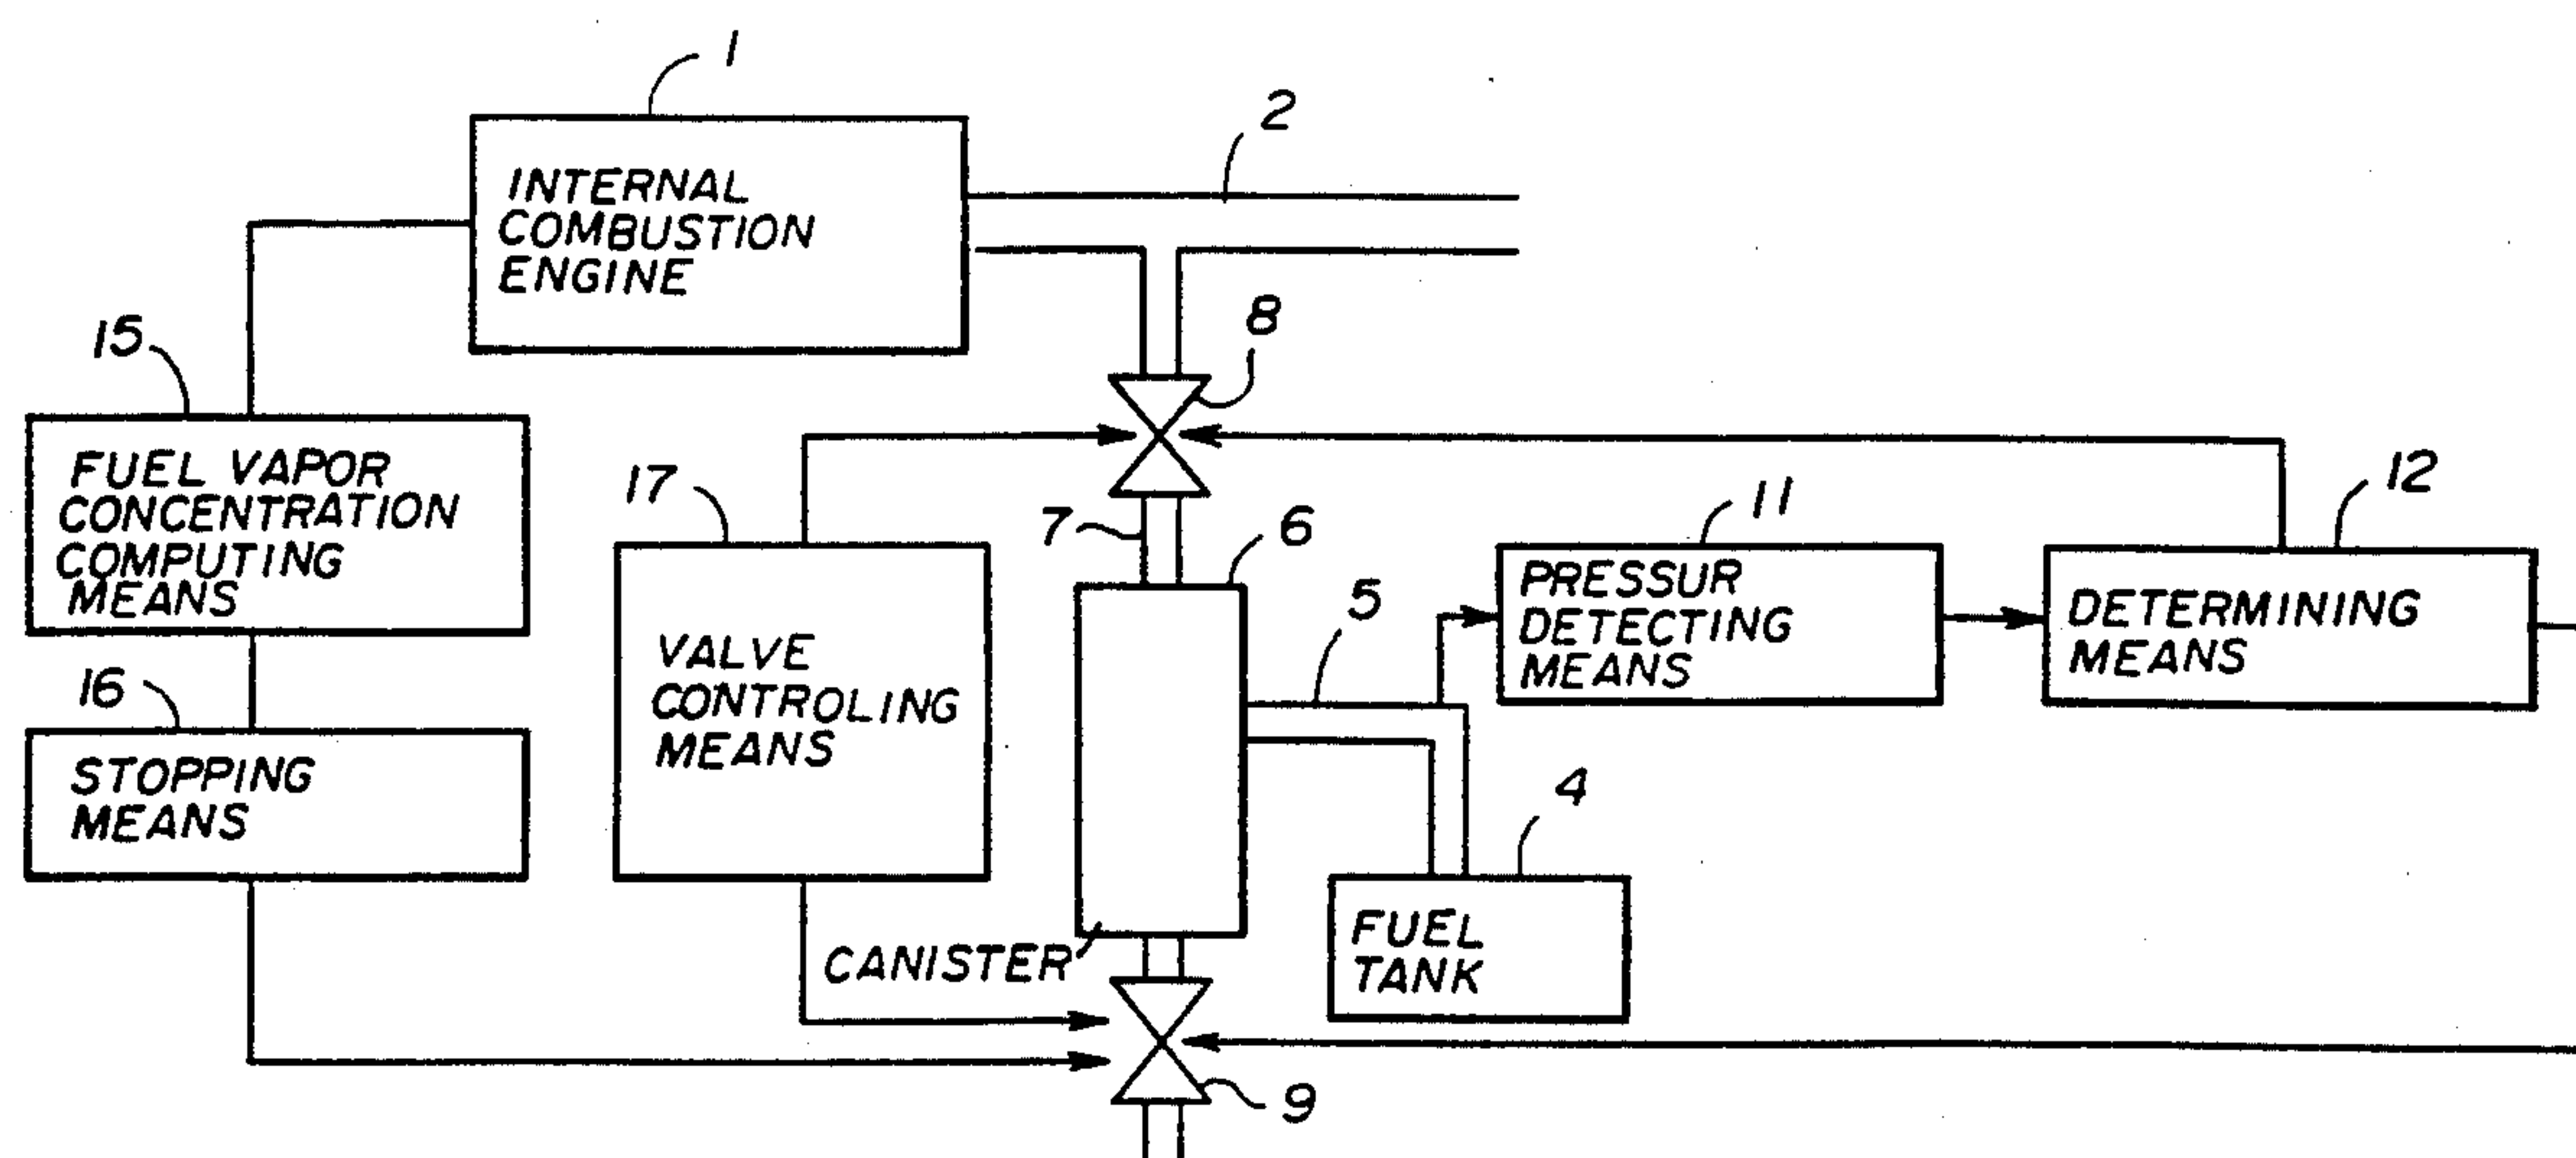 1
2
INTERNAL
COMBUSTION
ENGINE
8
15
FUEL VAPOR
CONCENTRATION
COMPUTING
MEANS
17
7
6
11
12
PRESSUR
DETECTING
MEANS
DETERMINING
MEANS
5
VALVE
CONTROLING
MEANS
16
STOPPING
MEANS
4
FUEL
TANK
CANISTER
9